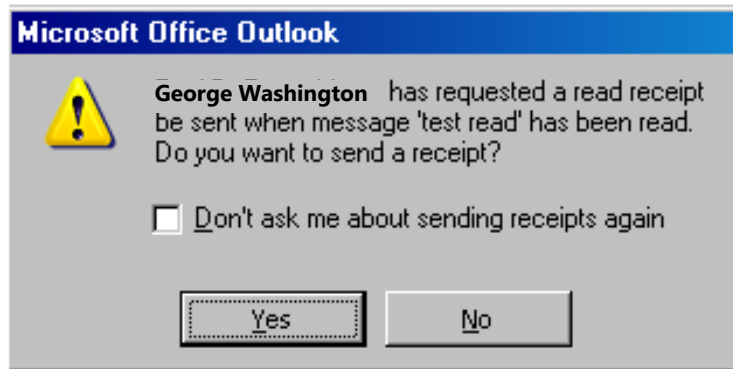 Microsoft Office Outlook
George Washington has requested a read receipt
be sent when message 'test read' has been read.
Do you want to send a receipt?
Don't ask me about sending receipts again
Yes
No